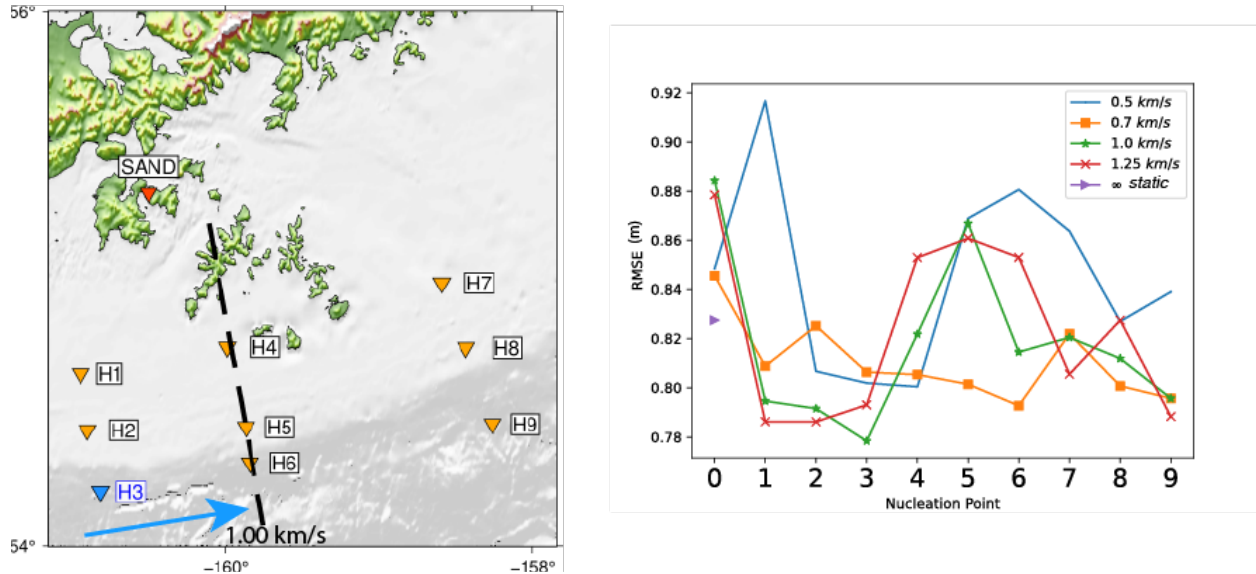 56°
SAND
H7
H4
H8
H1
H5
H9
H2
H6
H3
1.00 km/s
54°
−160°
−158°
0.92
0.90
0.88
0.86
0.84
0.82
0.80
0.78
RMSE (m)
0.5 km/s
0.7 km/s
1.0 km/s
1.25 km/s
∞ static
0 1 2 3 4 5 6 7 8 9
Nucleation Point